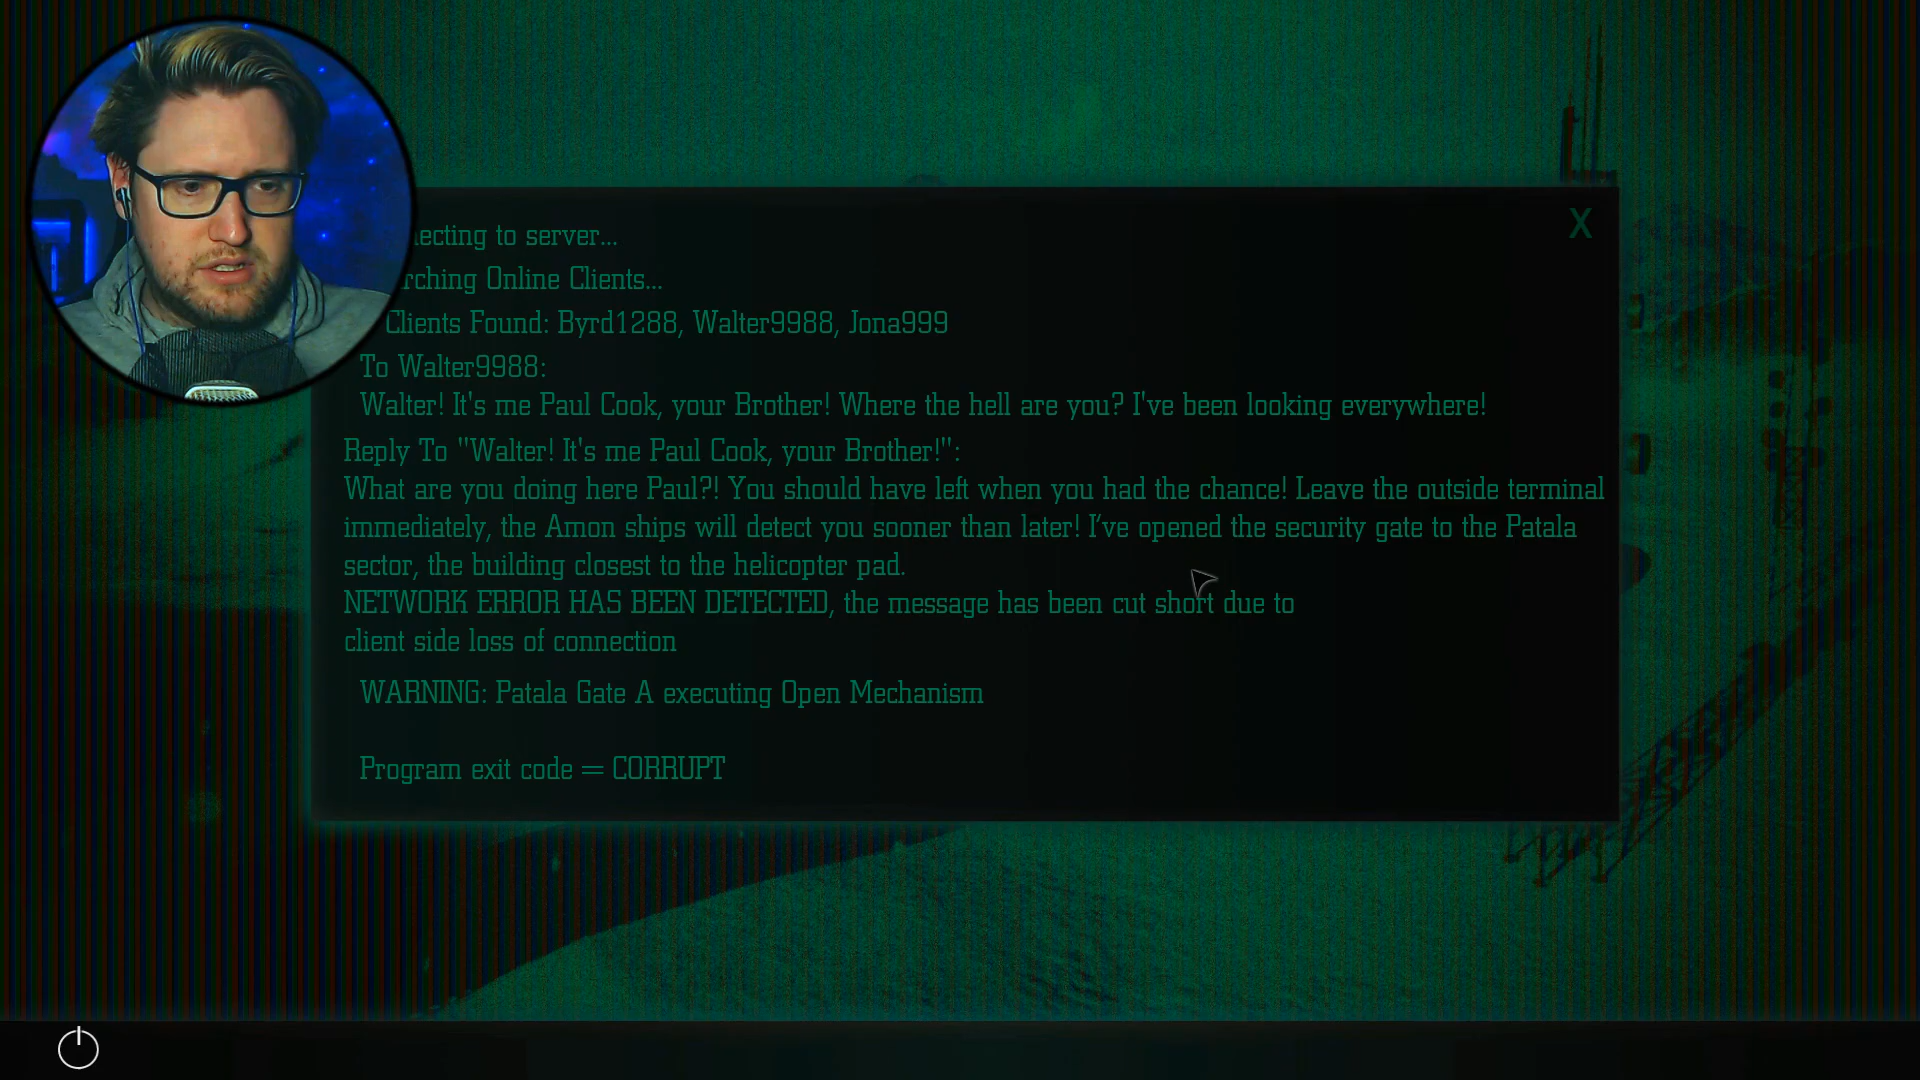 ecting to server...
rching Online Clients...
Clients Found: Byrd1288, Walter9988, Jona999
To Walter9988:
Walter! It's me Paul Cook, your Brother! Where the hell are you? I've been looking everywhere!
Reply To "Walter! It's me Paul Cook, your Brother!":
What are you doing here Paul?! You should have left when you had the chance! Leave the outside terminal
immediately, the Amon ships will detect you sooner than later! I’ve opened the security gate to the Patala
sector, the building closest to the helicopter pad.
NETWORK ERROR HAS BEEN DETECTED, the message has been cut short due to
client side loss of connection
WARNING: Patala Gate A executing Open Mechanism
Program exit code = CORRUPT
X